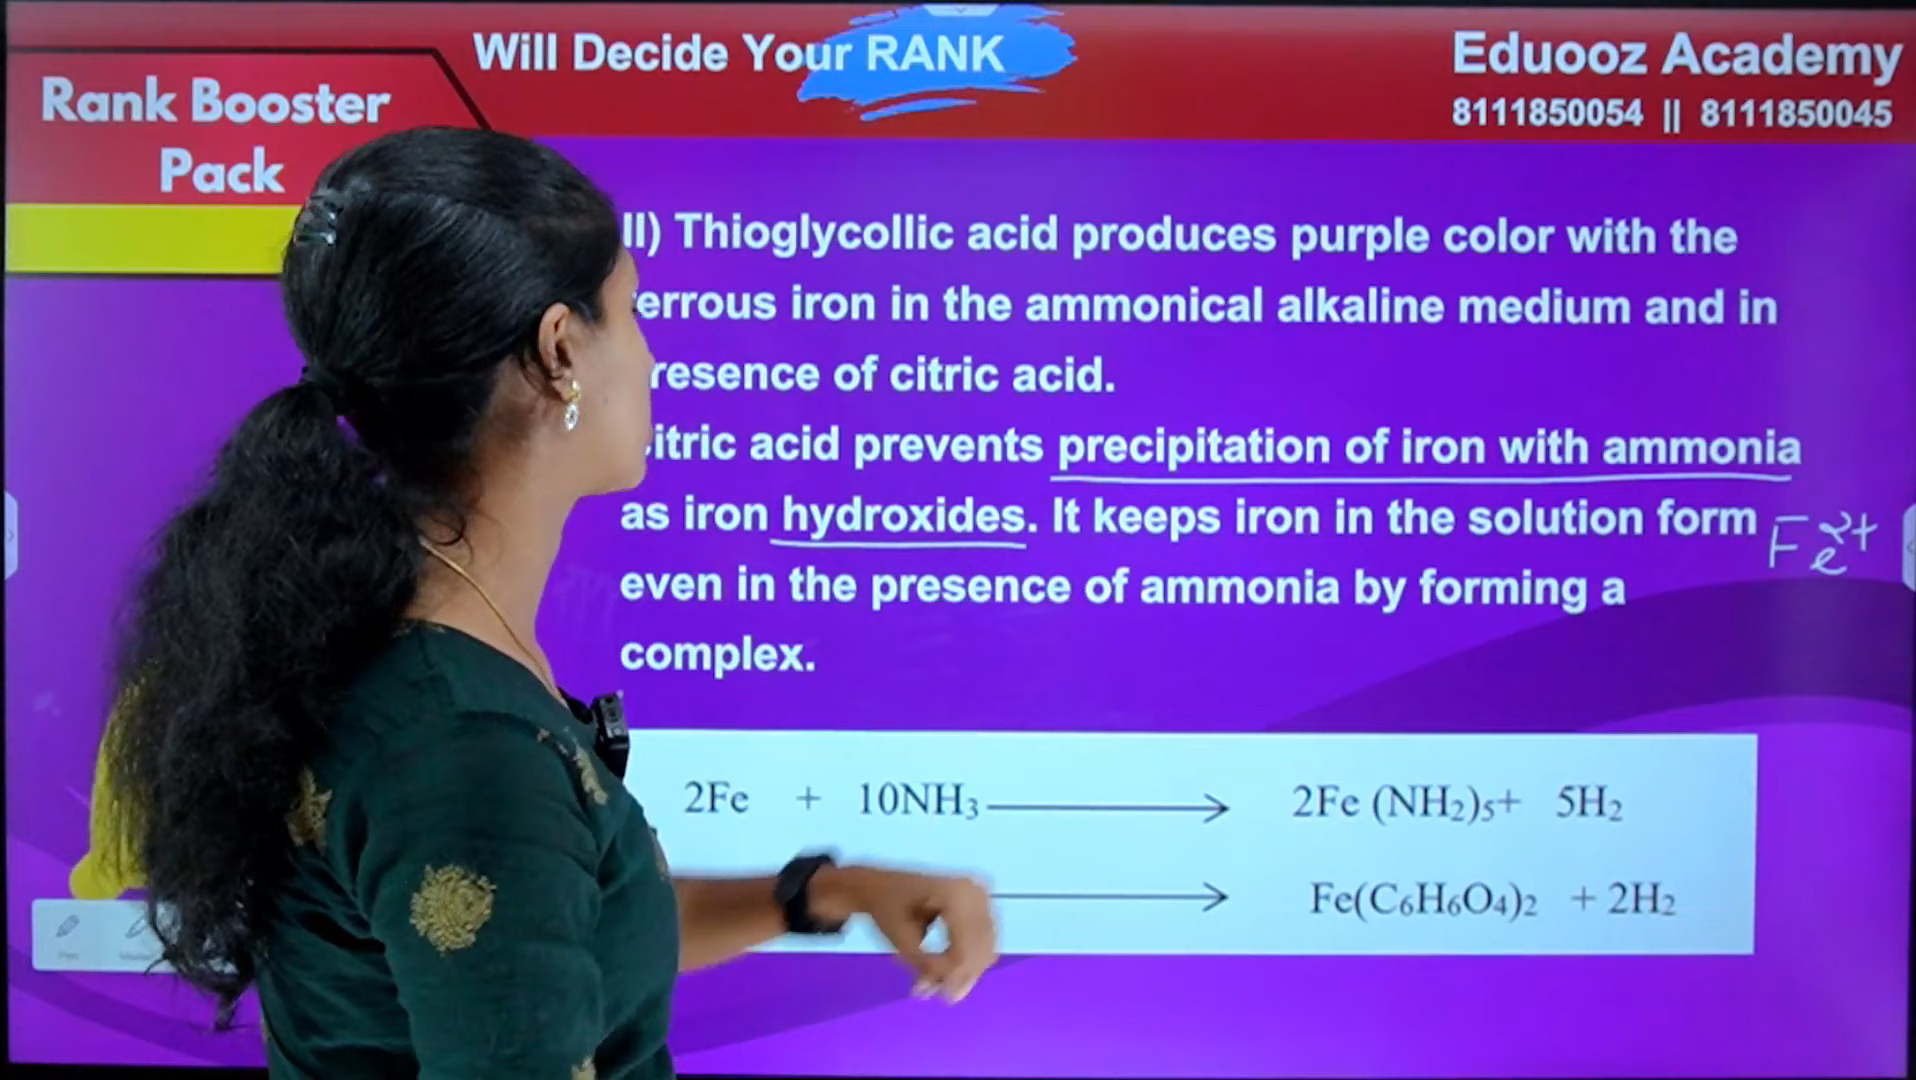 Will Decide Your RANK
Eduooz Academy
8111850054 || 8111850045
Rank Booster
Pack
II) Thioglycollic acid produces purple color with the
errous iron in the ammonical alkaline medium and in
resence of citric acid.
itric acid prevents precipitation of iron with ammonia
as iron hydroxides. It keeps iron in the solution form Fe2+
even in the presence of ammonia by forming a
complex.
2Fe + 10NH3 ⟶ 2Fe (NH2)5+ 5H2
⟶ Fe(C6H6O4)2 + 2H2